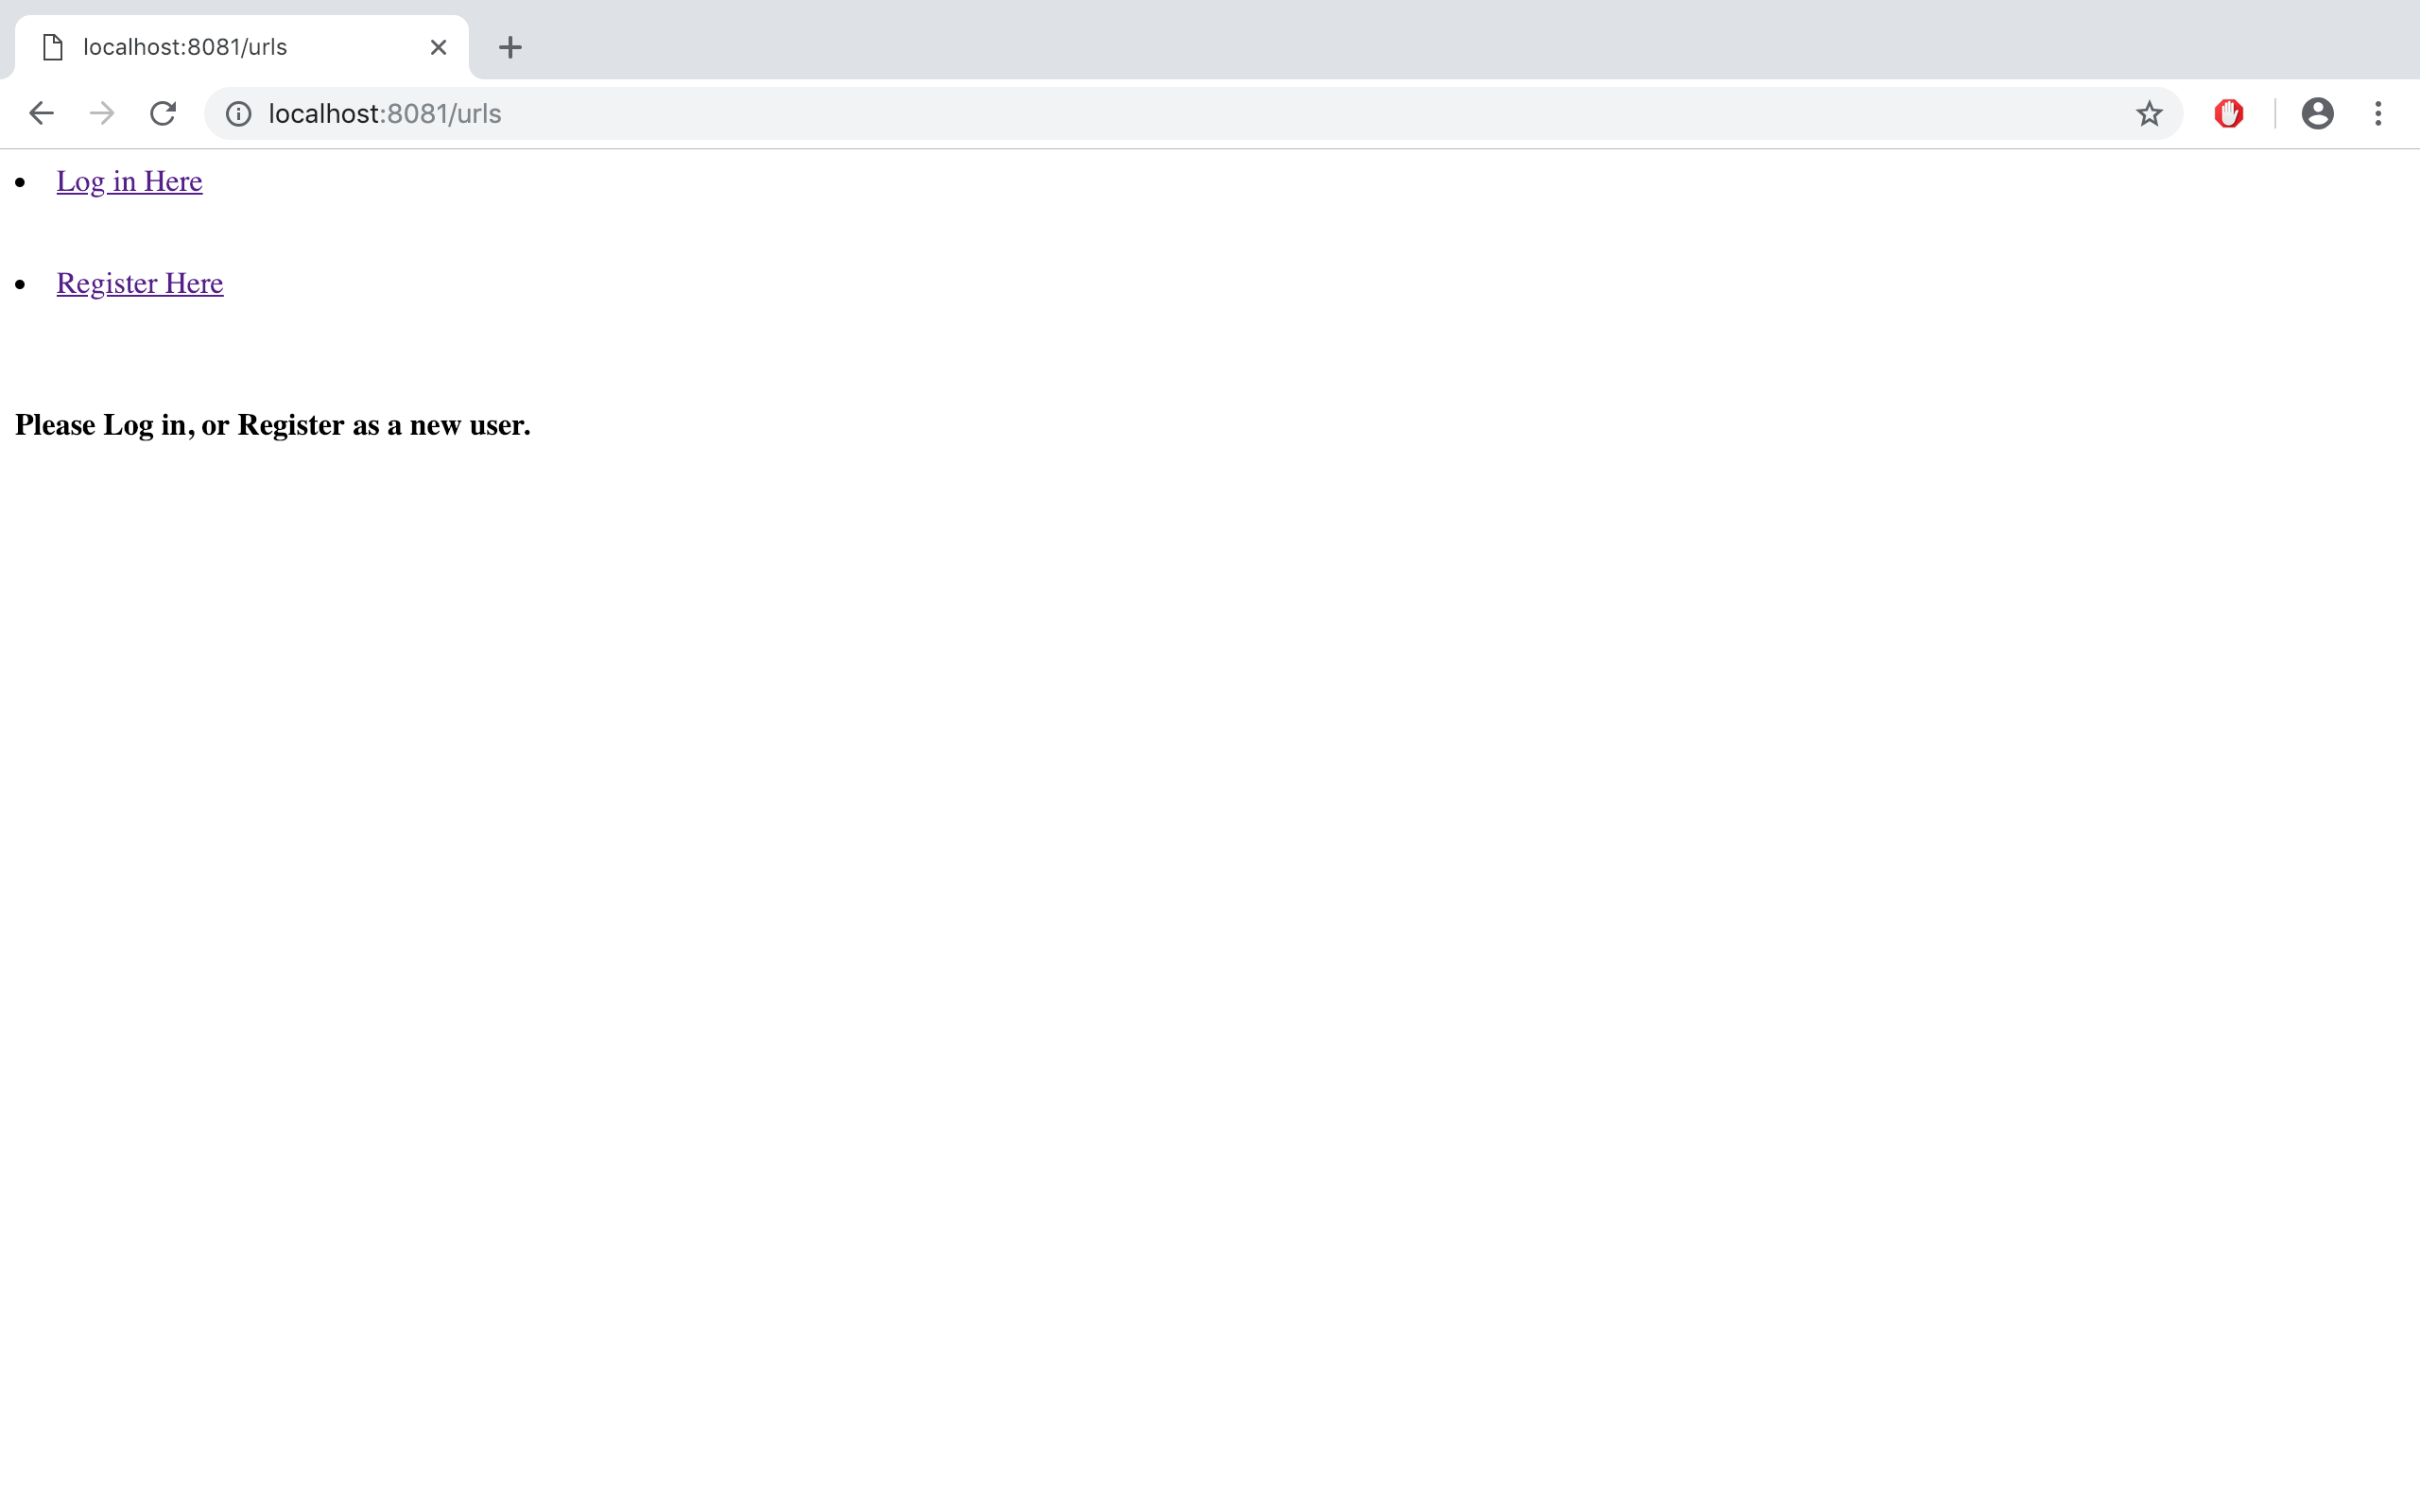 localhost:8081/urls
localhost:8081/urls
Log in Here
Register Here
Please Log in, or Register as a new user.